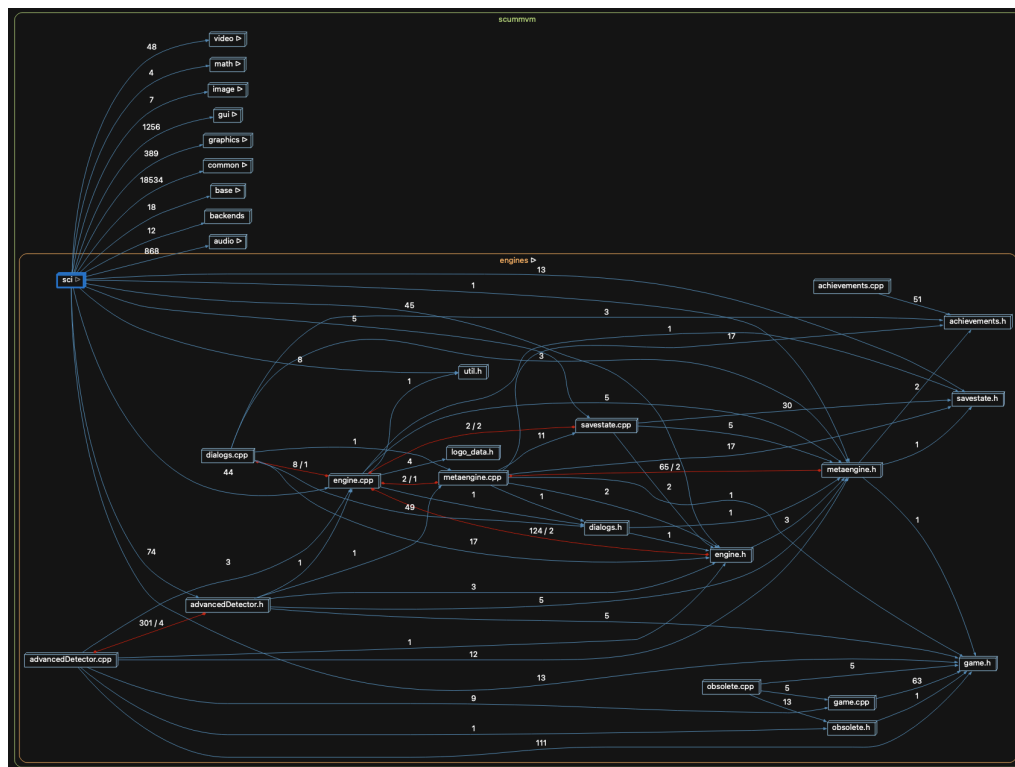 scummvm
48
video ▷
4
math ▷
7
image ▷
1256
gui ▷
389
graphics ▷
18534
common ▷
18
base ▷
12
backends
868
audio ▷
engines ▷
sci ▷
13
1
achievements.cpp
51
45
5
3
achievements.h
1
17
8
3
util.h
1
2
5
savestate.h
30
savestate.cpp
2 / 2
5
11
1
17
1
dialogs.cpp
logo_data.h
4
8 / 1
44
65 / 2
metaengine.h
engine.cpp
2 / 1
metaengine.cpp
2
2
1
1
1
49
1
1
3
dialogs.h
124 / 2
1
17
engine.h
74
1
3
1
3
5
advancedDetector.h
5
301 / 4
1
12
advancedDetector.cpp
5
game.h
13
obsolete.cpp
5
63
9
13
game.cpp
1
1
obsolete.h
111